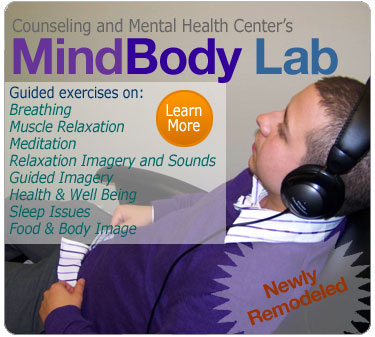 Counseling and Mental Health Center's
MindBody Lab
Guided exercises on:
Breathing
Muscle Relaxation
Meditation
Relaxation Imagery and Sounds
Guided Imagery
Health & Well Being
Sleep Issues
Food & Body Image
Learn
More
Newly
Remodeled